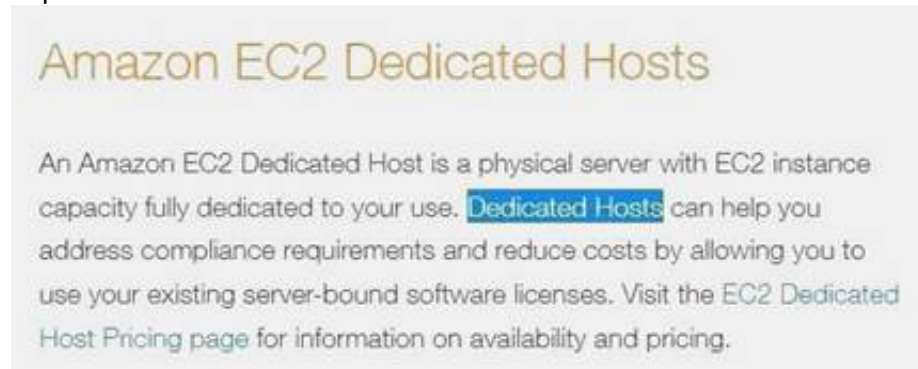 Amazon EC2 Dedicated Hosts
An Amazon EC2 Dedicated Host is a physical server with EC2 instance
capacity fully dedicated to your use. Dedicated Hosts can help you
address compliance requirements and reduce costs by allowing you to
use your existing server-bound software licenses. Visit the EC2 Dedicated
Host Pricing page for information on availability and pricing.